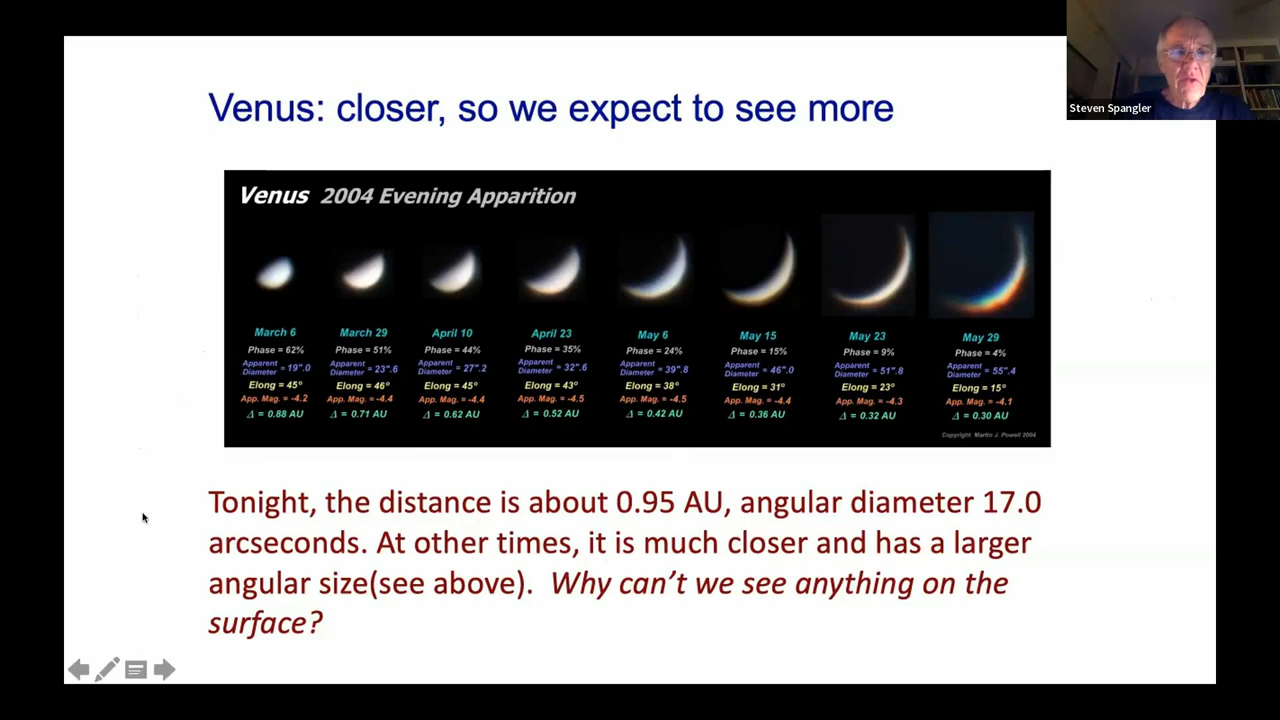 Steven Spangler
Venus: closer, so we expect to see more
Venus 2004 Evening Apparition
March 6
Phase = 62%
Apparent Diameter = 19".0
Elong = 45°
App. Mag. = -4.2
Δ = 0.88 AU
March 29
Phase = 51%
Apparent Diameter = 23".6
Elong = 46°
App. Mag. = -4.4
Δ = 0.71 AU
April 10
Phase = 44%
Apparent Diameter = 27".2
Elong = 45°
App. Mag. = -4.4
Δ = 0.62 AU
April 23
Phase = 35%
Apparent Diameter = 32".6
Elong = 43°
App. Mag. = -4.5
Δ = 0.52 AU
May 6
Phase = 24%
Apparent Diameter = 39".8
Elong = 38°
App. Mag. = -4.5
Δ = 0.42 AU
May 15
Phase = 15%
Apparent Diameter = 46".0
Elong = 31°
App. Mag. = -4.4
Δ = 0.36 AU
May 23
Phase = 9%
Apparent Diameter = 51".8
Elong = 23°
App. Mag. = -4.3
Δ = 0.32 AU
May 29
Phase = 4%
Apparent Diameter = 55".4
Elong = 15°
App. Mag. = -4.1
Δ = 0.30 AU
Copyright Martin J. Powell 2004
Tonight, the distance is about 0.95 AU, angular diameter 17.0
arcseconds. At other times, it is much closer and has a larger
angular size(see above). Why can't we see anything on the
surface?